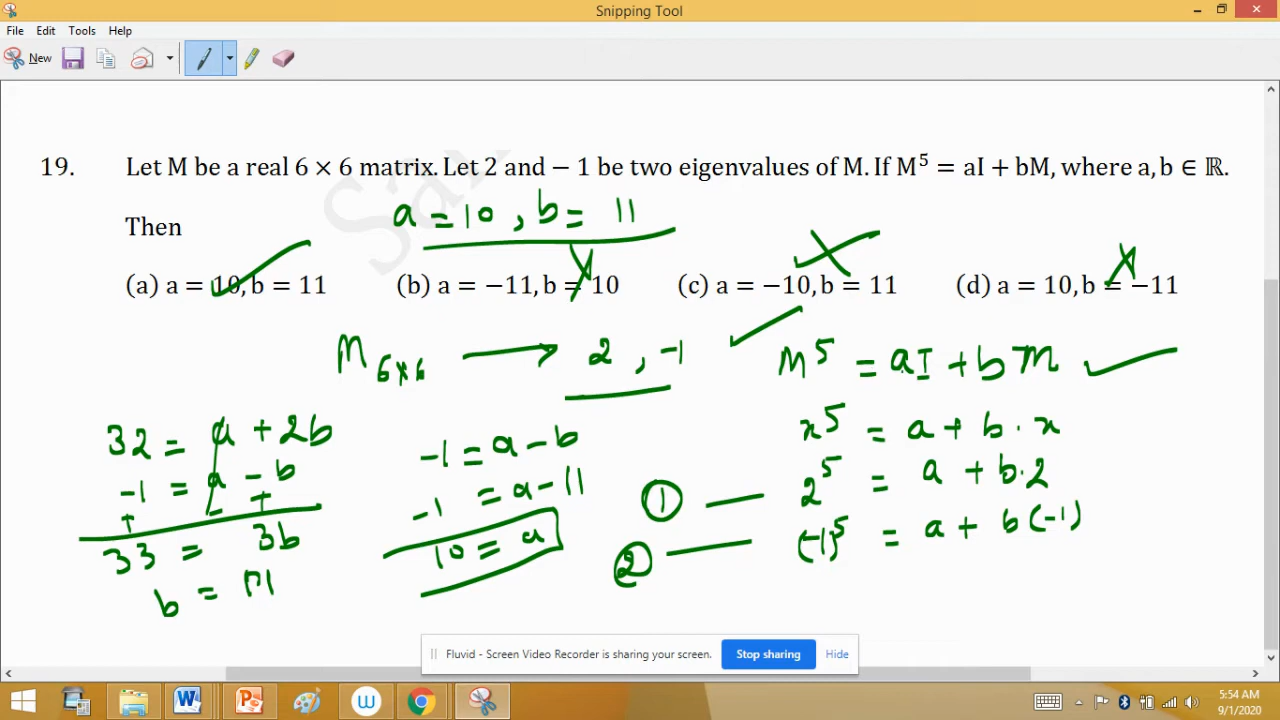 Snipping Tool
File Edit Tools Help
New
19. Let M be a real 6 × 6 matrix. Let 2 and − 1 be two eigenvalues of M. If M⁵ = aI + bM, where a, b ∈ ℝ.
Then
a = 10 , b = 11
(a) a = 10, b = 11 (b) a = −11, b = 10 (c) a = −10, b = 11 (d) a = 10, b = −11
M 6×6 → 2 , -1
M⁵ = aI + bM
32 = a + 2b
-1 = a - b
33 = 3b
b = 11
-1 = a - b
-1 = a - 11
10 = a
x⁵ = a + b · x
① — 2⁵ = a + b·2
② — (-1)⁵ = a + b(-1)
Fluvid - Screen Video Recorder is sharing your screen. Stop sharing Hide
5:54 AM
9/1/2020